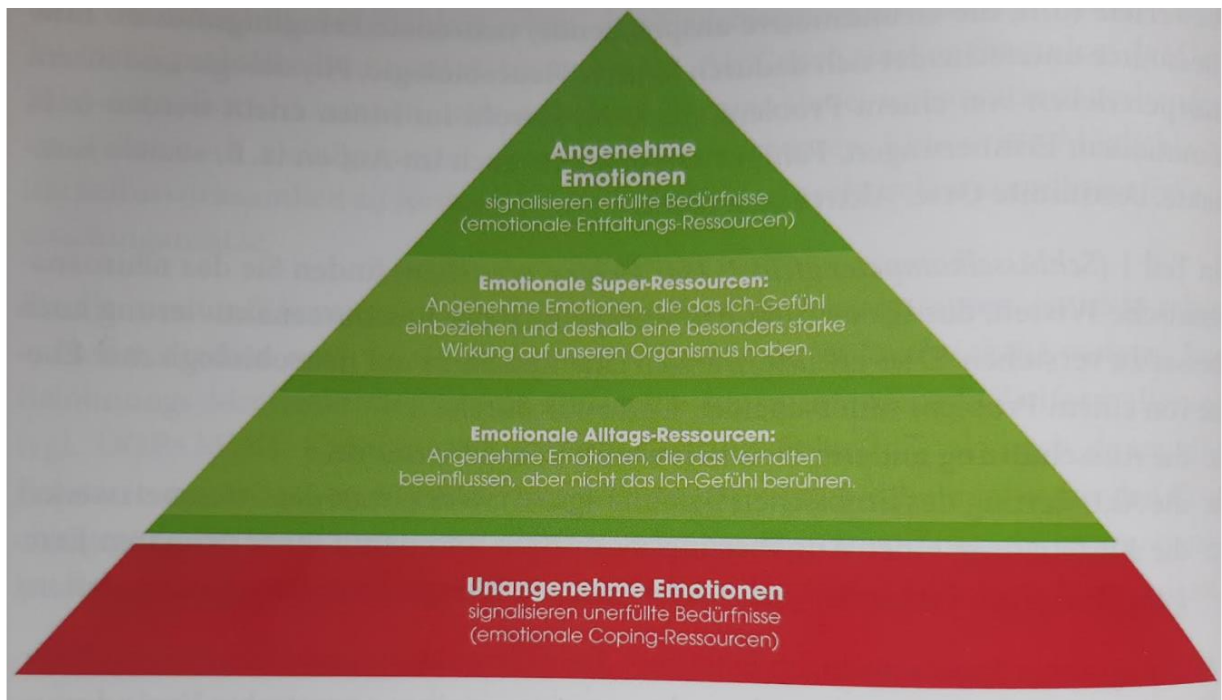 Angenehme
Emotionen
signalisieren erfüllte Bedürfnisse
(emotionale Entfaltungs-Ressourcen)
Emotionale Super-Ressourcen:
Angenehme Emotionen, die das Ich-Gefühl
einbeziehen und deshalb eine besonders starke
Wirkung auf unseren Organismus haben.
Emotionale Alltags-Ressourcen:
Angenehme Emotionen, die das Verhalten
beeinflussen, aber nicht das Ich-Gefühl berühren.
Unangenehme Emotionen
signalisieren unerfüllte Bedürfnisse
(emotionale Coping-Ressourcen)